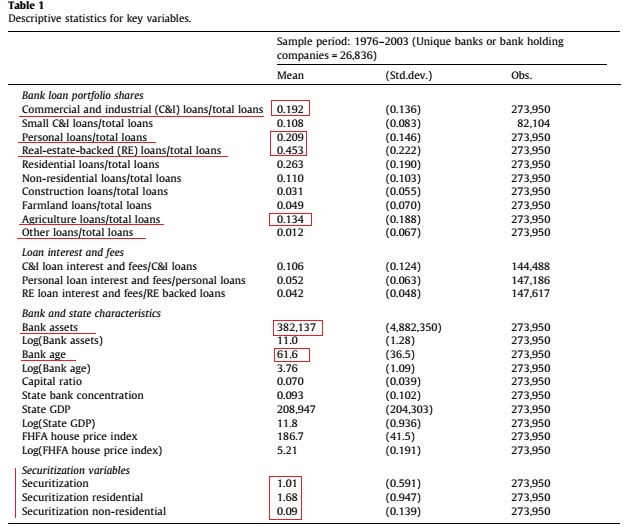 Table 1
Descriptive statistics for key variables.
Sample period: 1976–2003 (Unique banks or bank holding
companies = 26,836)
Mean (Std.dev.) Obs.
Bank loan portfolio shares
Commercial and industrial (C&I) loans/total loans 0.192 (0.136) 273,950
Small C&I loans/total loans 0.108 (0.083) 82,104
Personal loans/total loans 0.209 (0.146) 273,950
Real-estate-backed (RE) loans/total loans 0.453 (0.222) 273,950
Residential loans/total loans 0.263 (0.190) 273,950
Non-residential loans/total loans 0.110 (0.103) 273,950
Construction loans/total loans 0.031 (0.055) 273,950
Farmland loans/total loans 0.049 (0.070) 273,950
Agriculture loans/total loans 0.134 (0.188) 273,950
Other loans/total loans 0.012 (0.067) 273,950
Loan interest and fees
C&I loan interest and fees/C&I loans 0.106 (0.124) 144,488
Personal loan interest and fees/personal loans 0.052 (0.063) 147,186
RE loan interest and fees/RE backed loans 0.042 (0.048) 147,617
Bank and state characteristics
Bank assets 382,137 (4,882,350) 273,950
Log(Bank assets) 11.0 (1.28) 273,950
Bank age 61.6 (36.5) 273,950
Log(Bank age) 3.76 (1.09) 273,950
Capital ratio 0.070 (0.039) 273,950
State bank concentration 0.093 (0.102) 273,950
State GDP 208,947 (204,303) 273,950
Log(State GDP) 11.8 (0.936) 273,950
FHFA house price index 186.7 (41.5) 273,950
Log(FHFA house price index) 5.21 (0.191) 273,950
Securitization variables
Securitization 1.01 (0.591) 273,950
Securitization residential 1.68 (0.947) 273,950
Securitization non-residential 0.09 (0.139) 273,950